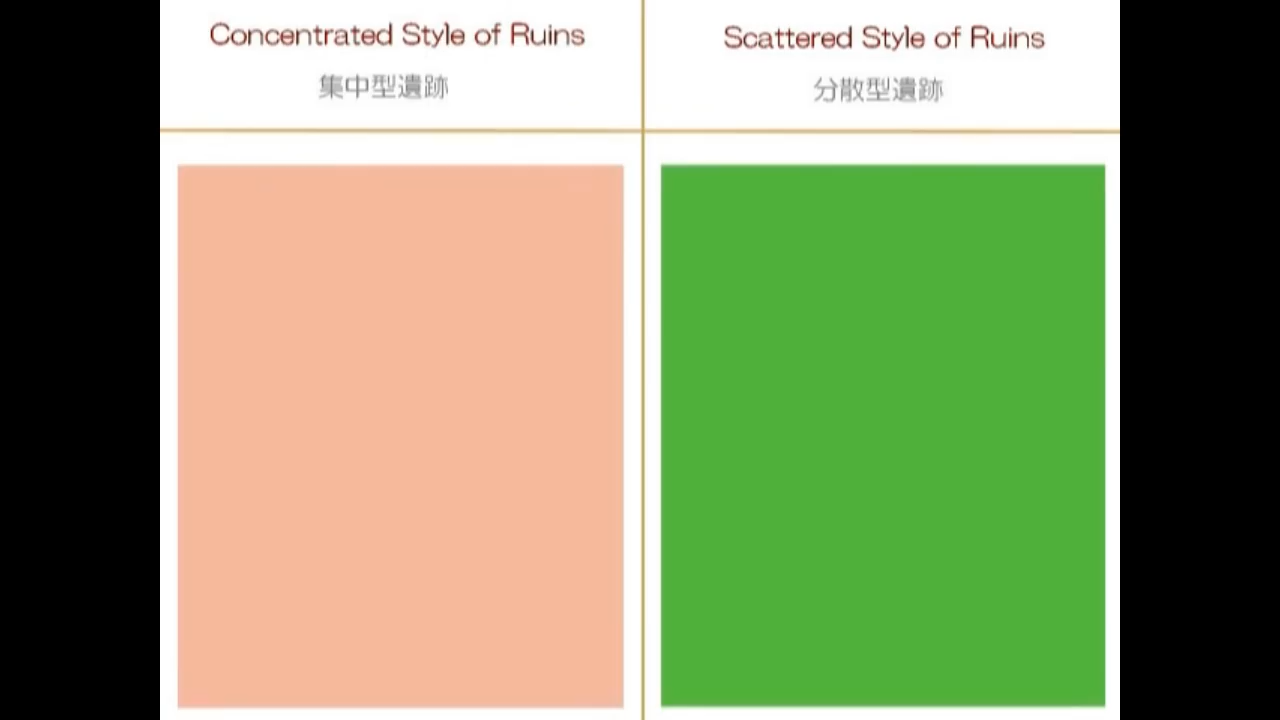 Concentrated Style of Ruins
集中型遺跡
Scattered Style of Ruins
分散型遺跡